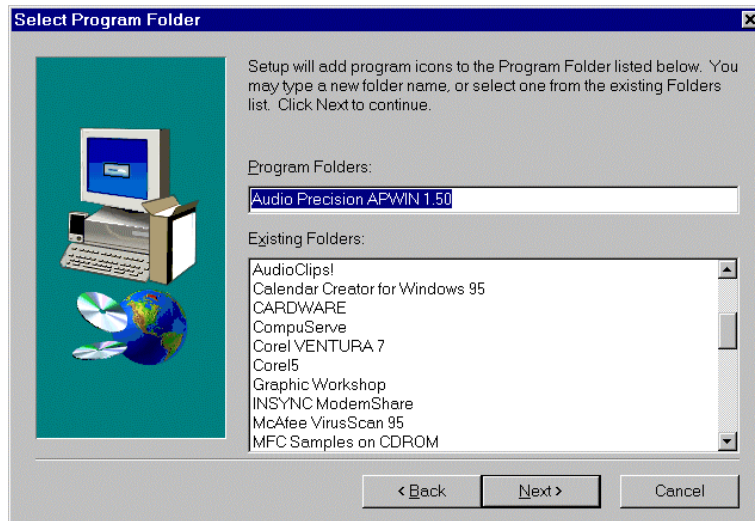 Select Program Folder
Setup will add program icons to the Program Folder listed below. You
may type a new folder name, or select one from the existing Folders
list. Click Next to continue.
Program Folders:
Audio Precision APWIN 1.50
Existing Folders:
AudioClips!
Calendar Creator for Windows 95
CARDWARE
CompuServe
Corel VENTURA 7
Corel5
Graphic Workshop
INSYNC ModemShare
McAfee VirusScan 95
MFC Samples on CDROM
< Back
Next >
Cancel